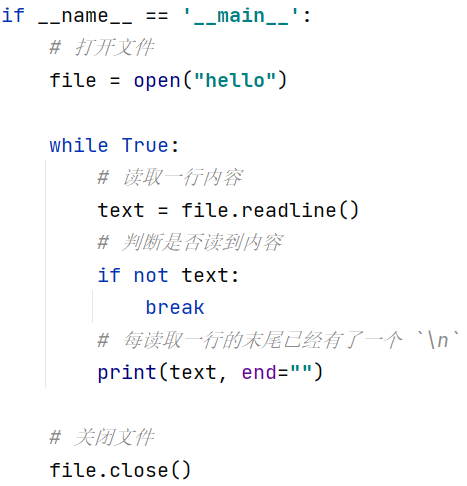 if __name__ == '__main__':
    # 打开文件
    file = open("hello")

    while True:
        # 读取一行内容
        text = file.readline()
        # 判断是否读到内容
        if not text:
            break
        # 每读取一行的末尾已经有了一个 `\n`
        print(text, end="")

    # 关闭文件
    file.close()